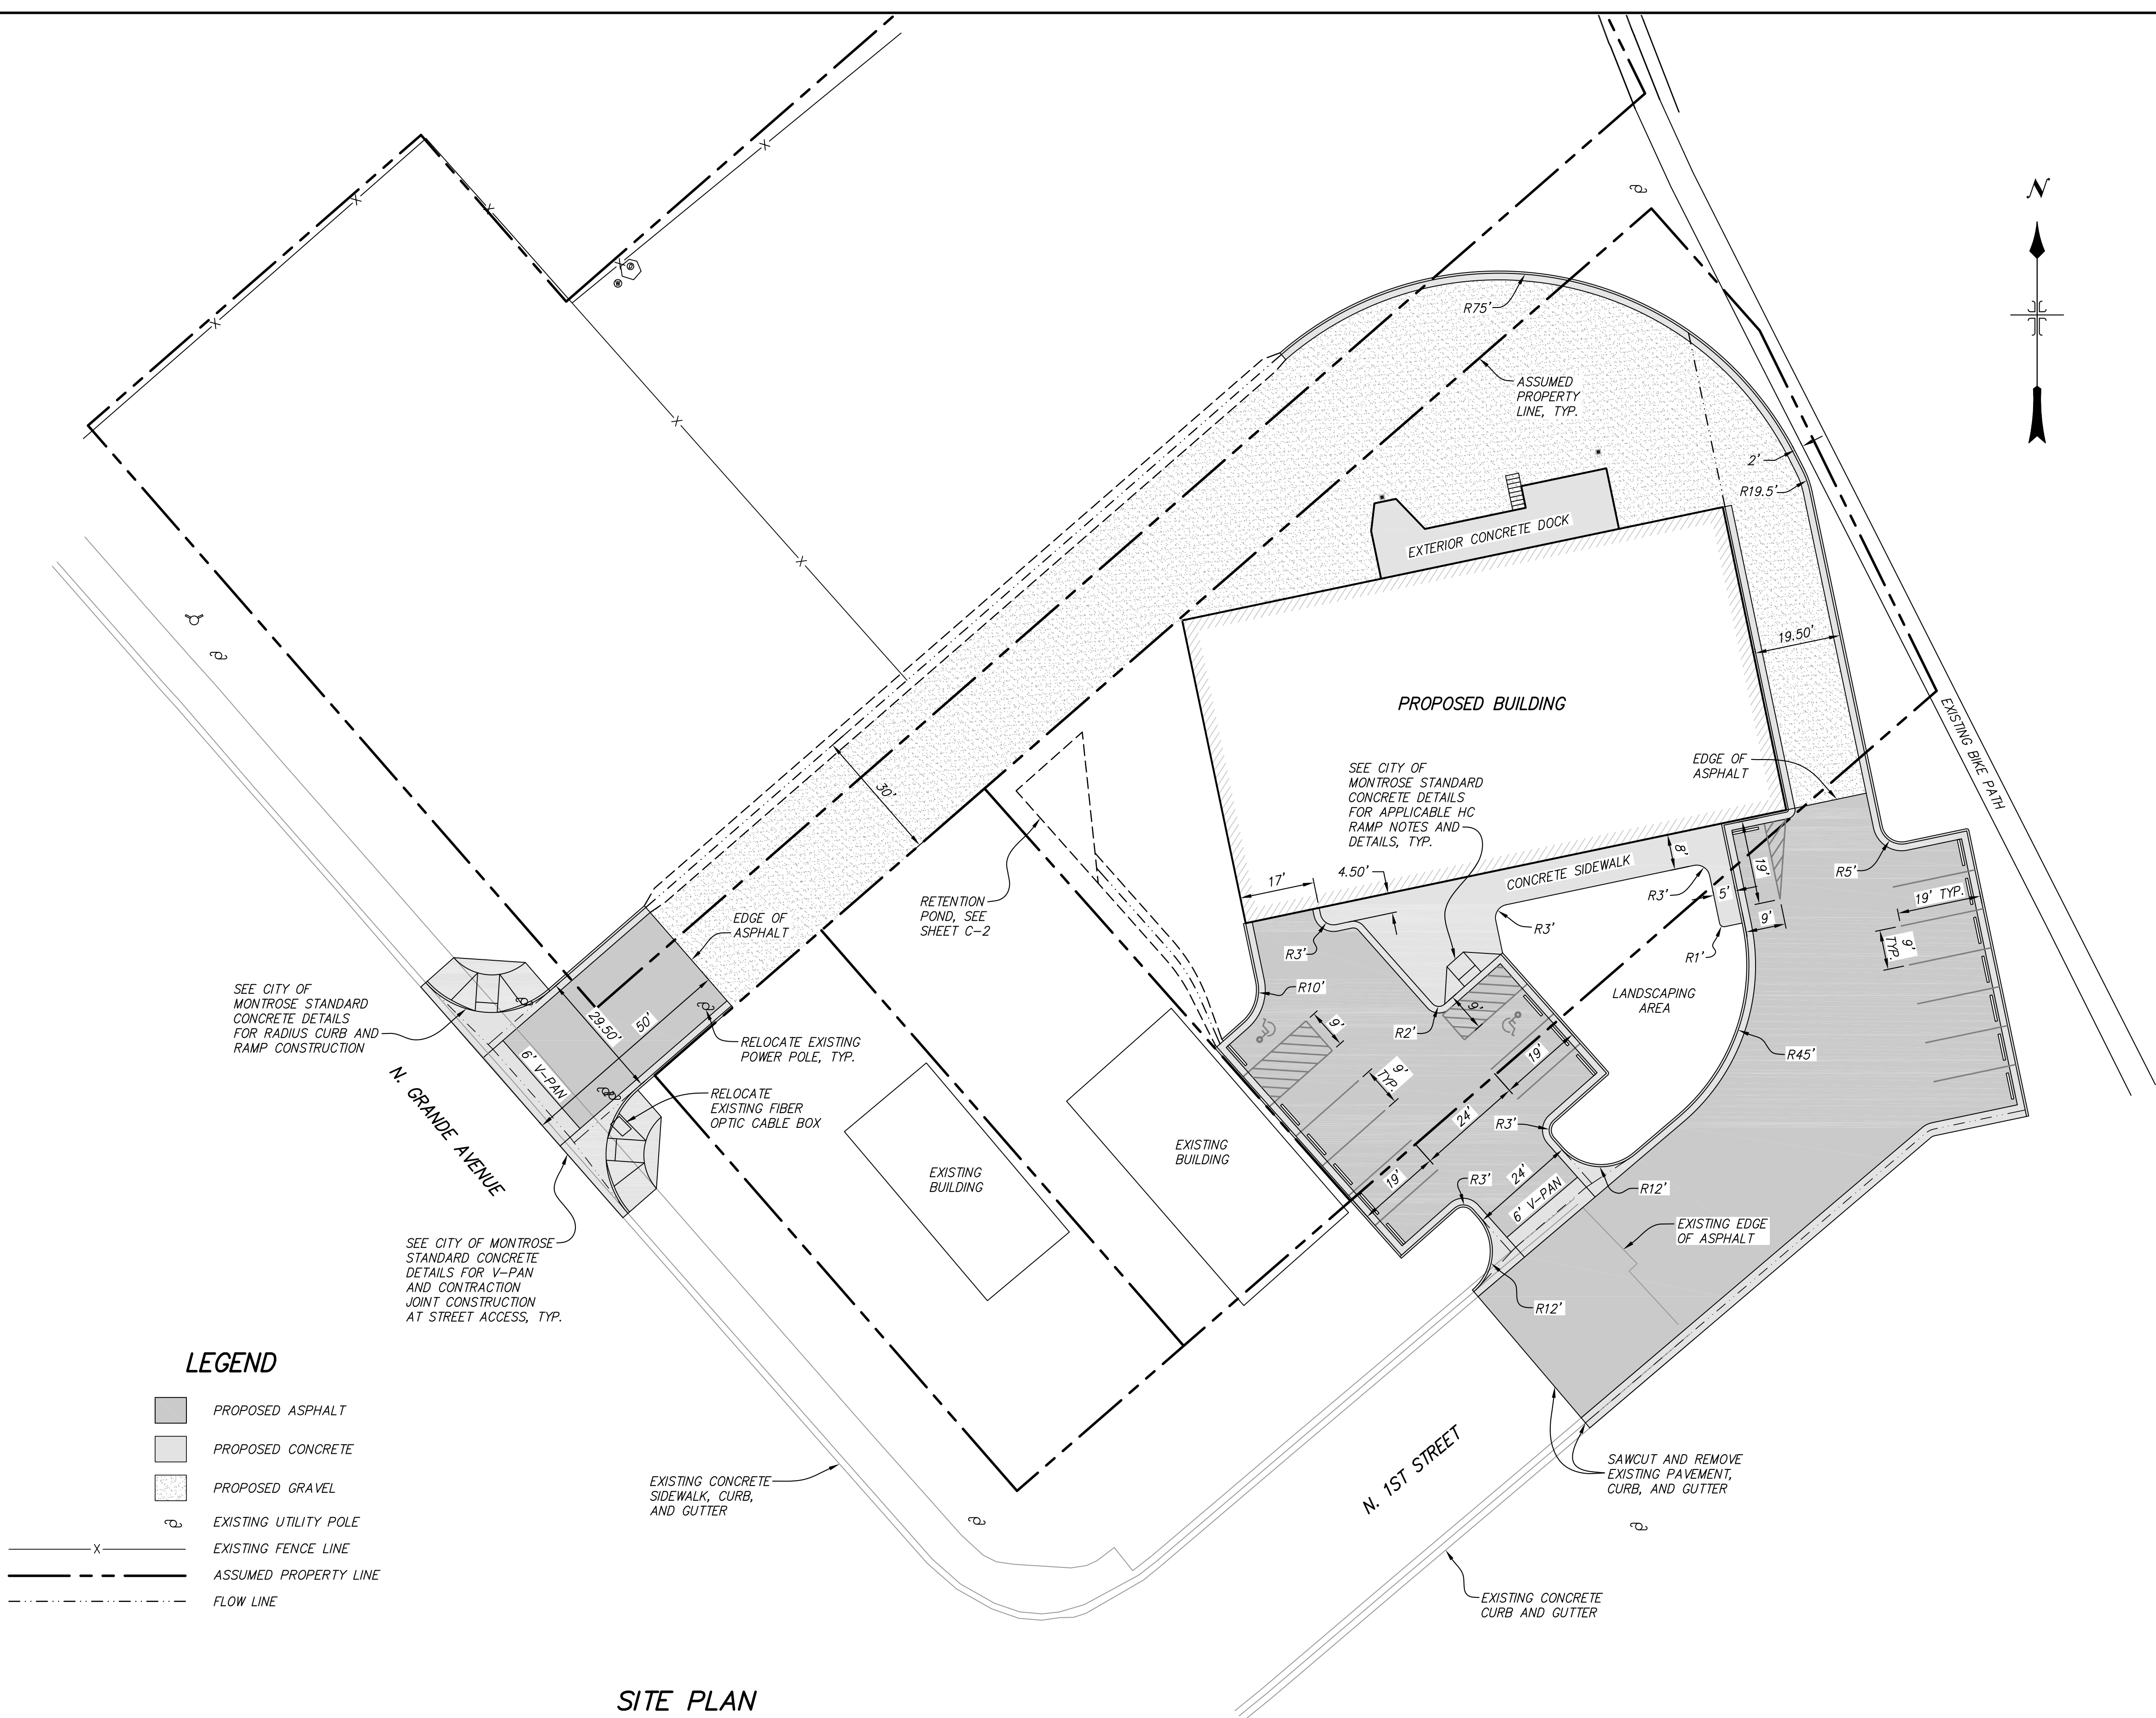 N
R75'
ASSUMED
PROPERTY
LINE, TYP.
2'
R19.5'
EXTERIOR CONCRETE DOCK
19.50'
PROPOSED BUILDING
EXISTING BIKE PATH
EDGE OF
ASPHALT
SEE CITY OF
MONTROSE STANDARD
CONCRETE DETAILS
FOR APPLICABLE HC
RAMP NOTES AND
DETAILS, TYP.
30'
17'
4.50'
CONCRETE SIDEWALK
8'
R3'
5'
19'
9'
R5'
19' TYP.
9'
TYP.
RETENTION
POND, SEE
SHEET C-2
EDGE OF
ASPHALT
R3'
R3'
R1'
R10'
R2'
9'
9'
LANDSCAPING
AREA
SEE CITY OF
MONTROSE STANDARD
CONCRETE DETAILS
FOR RADIUS CURB AND
RAMP CONSTRUCTION
29.50'
50'
6' V-PAN
RELOCATE EXISTING
POWER POLE, TYP.
RELOCATE
EXISTING FIBER
OPTIC CABLE BOX
N. GRANDE AVENUE
9'
TYP.
19'
24'
19'
R3'
R45'
EXISTING
BUILDING
EXISTING
BUILDING
R3'
24'
6' V-PAN
R12'
R12'
EXISTING EDGE
OF ASPHALT
SEE CITY OF MONTROSE
STANDARD CONCRETE
DETAILS FOR V-PAN
AND CONTRACTION
JOINT CONSTRUCTION
AT STREET ACCESS, TYP.
LEGEND
PROPOSED ASPHALT
PROPOSED CONCRETE
PROPOSED GRAVEL
EXISTING UTILITY POLE
X
EXISTING FENCE LINE
ASSUMED PROPERTY LINE
FLOW LINE
EXISTING CONCRETE
SIDEWALK, CURB,
AND GUTTER
N. 1ST STREET
SAWCUT AND REMOVE
EXISTING PAVEMENT,
CURB, AND GUTTER
EXISTING CONCRETE
CURB AND GUTTER
SITE PLAN